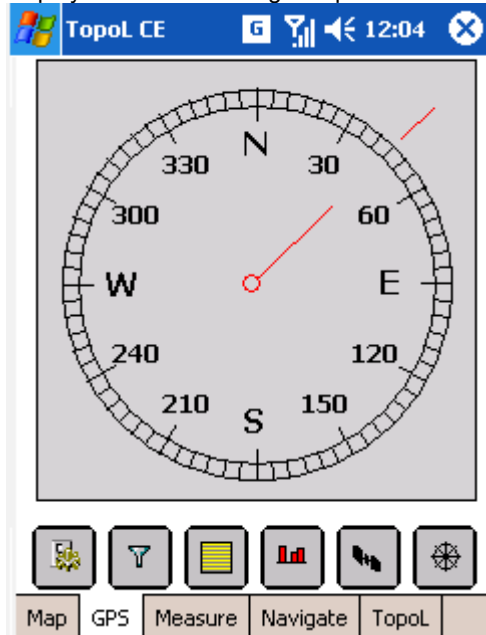 TopoL CE G 12:04
N
330 30
300 60
W E
240 120
210 150
S
Map GPS Measure Navigate TopoL